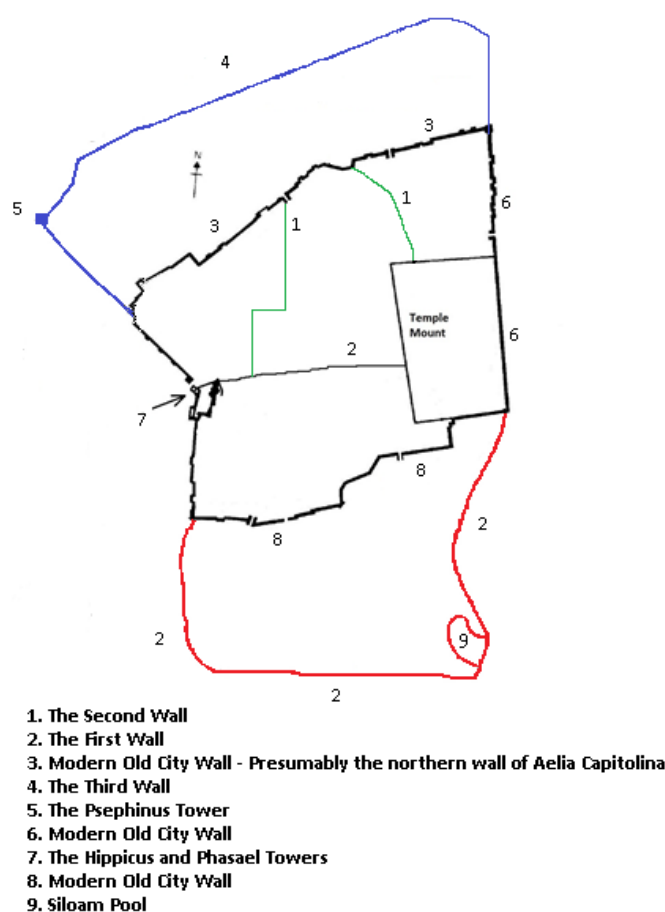 4
3
N
5
1
6
3
1
Temple
Mount
6
2
7
8
2
8
2
9
2
1. The Second Wall
2. The First Wall
3. Modern Old City Wall - Presumably the northern wall of Aelia Capitolina
4. The Third Wall
5. The Psephinus Tower
6. Modern Old City Wall
7. The Hippicus and Phasael Towers
8. Modern Old City Wall
9. Siloam Pool